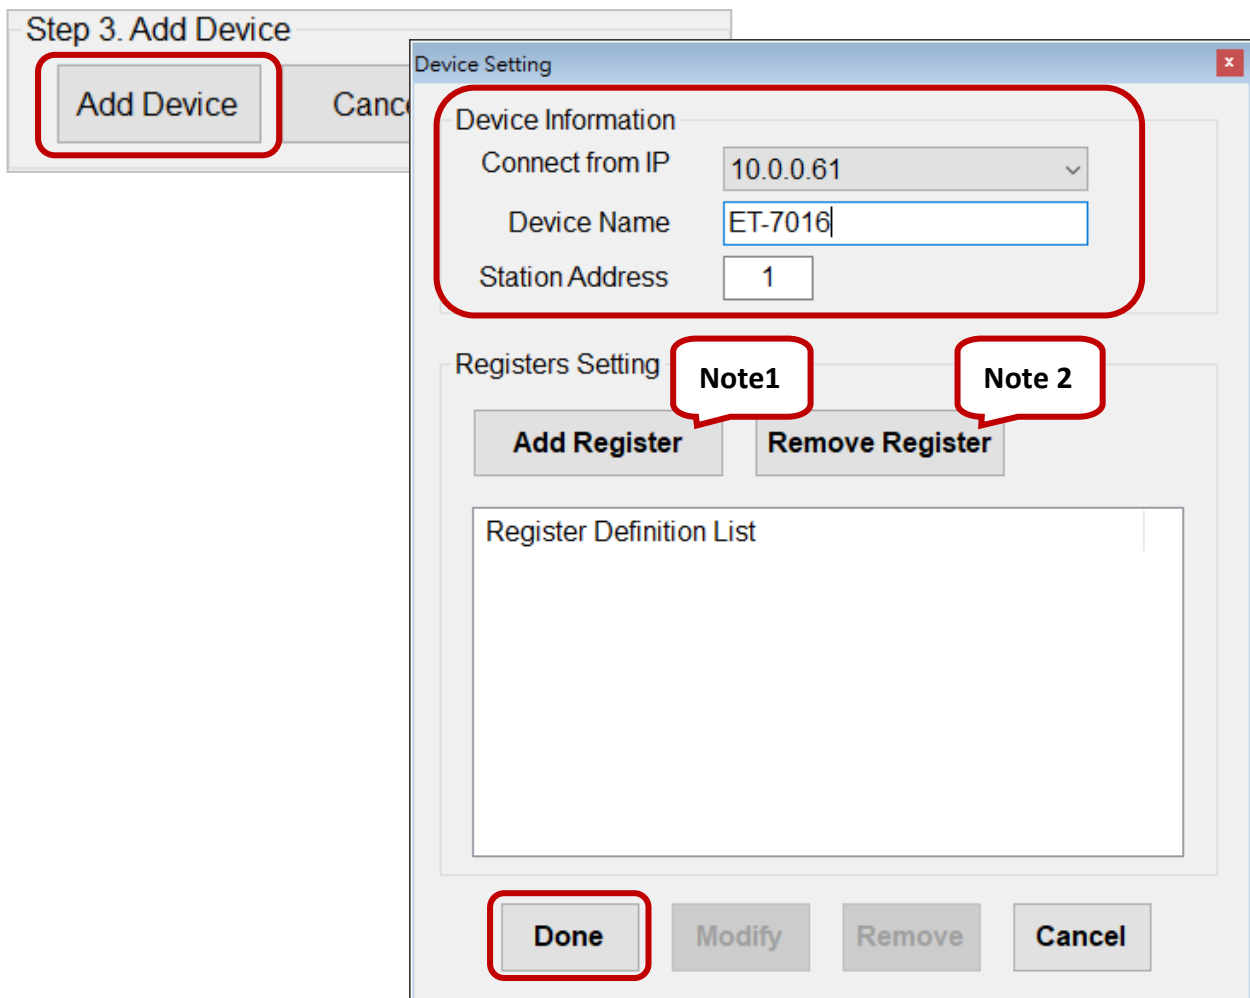 Step 3. Add Device
Add Device
Cance
Device Setting
x
Device Information
Connect from IP
10.0.0.61
Device Name
ET-7016
Station Address
1
Registers Setting
Note1
Note 2
Add Register
Remove Register
Register Definition List
Done
Modify
Remove
Cancel